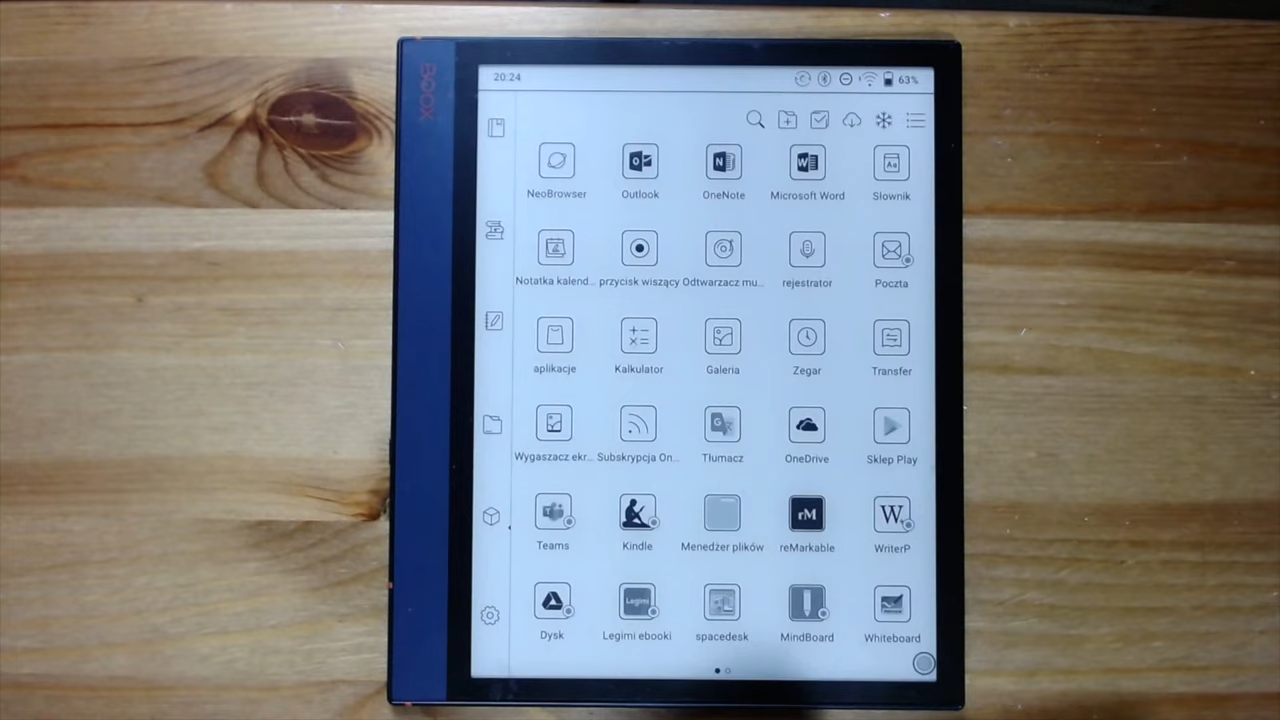 BOOX
20:24 63%
NeoBrowser Outlook OneNote Microsoft Word Słownik
Notatka kalend... przycisk wiszący Odtwarzacz mu... rejestrator Poczta
aplikacje Kalkulator Galeria Zegar Transfer
Wygaszacz ekr... Subskrypcja On... Tłumacz OneDrive Sklep Play
Teams Kindle Menedżer plików reMarkable WriterP
Dysk Legimi ebooki spacedesk MindBoard Whiteboard